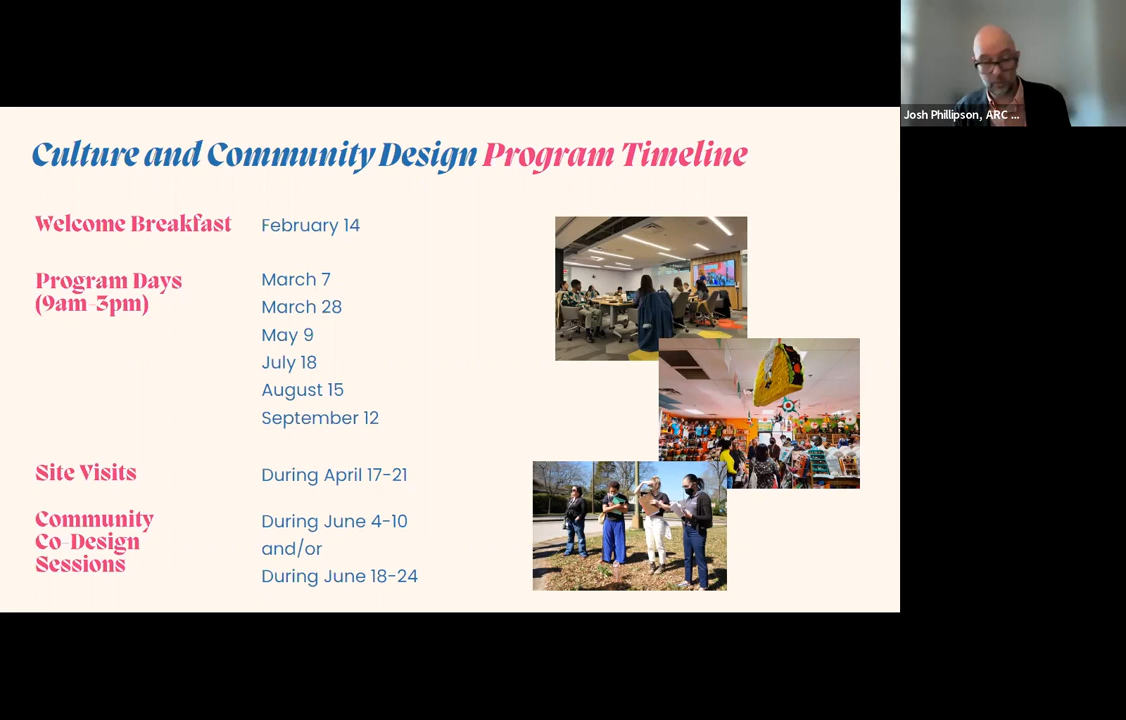 Josh Phillipson, ARC ...
Culture and Community Design Program Timeline
Welcome Breakfast
February 14
Program Days
(9am-3pm)
March 7
March 28
May 9
July 18
August 15
September 12
Site Visits
During April 17-21
Community
Co-Design
Sessions
During June 4-10
and/or
During June 18-24